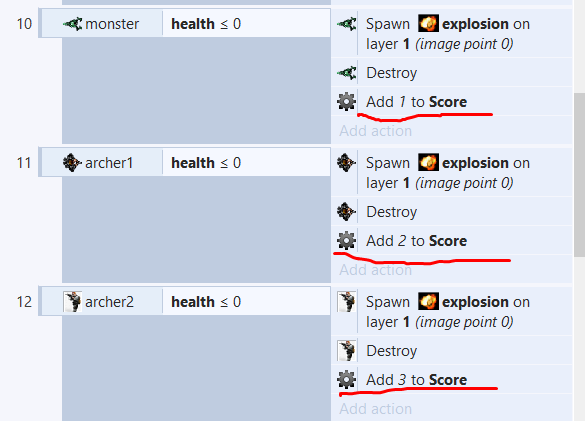 10 monster health ≤ 0 Spawn explosion on
layer 1 (image point 0)
Destroy
Add 1 to Score
Add action
11 archer1 health ≤ 0 Spawn explosion on
layer 1 (image point 0)
Destroy
Add 2 to Score
Add action
12 archer2 health ≤ 0 Spawn explosion on
layer 1 (image point 0)
Destroy
Add 3 to Score
Add action